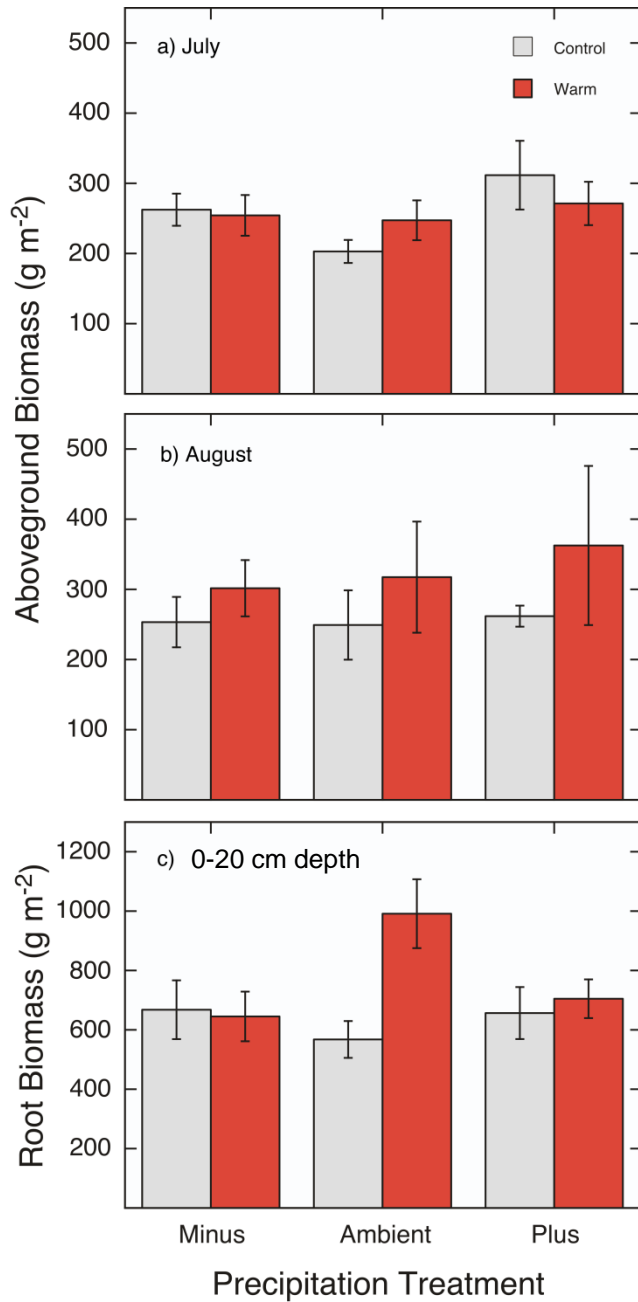 a) July
Control
Warm
500
400
300
200
100
Aboveground Biomass (g m-2)
b) August
500
400
300
200
100
c) 0-20 cm depth
1200
1000
800
600
400
200
Root Biomass (g m-2)
Minus Ambient Plus
Precipitation Treatment